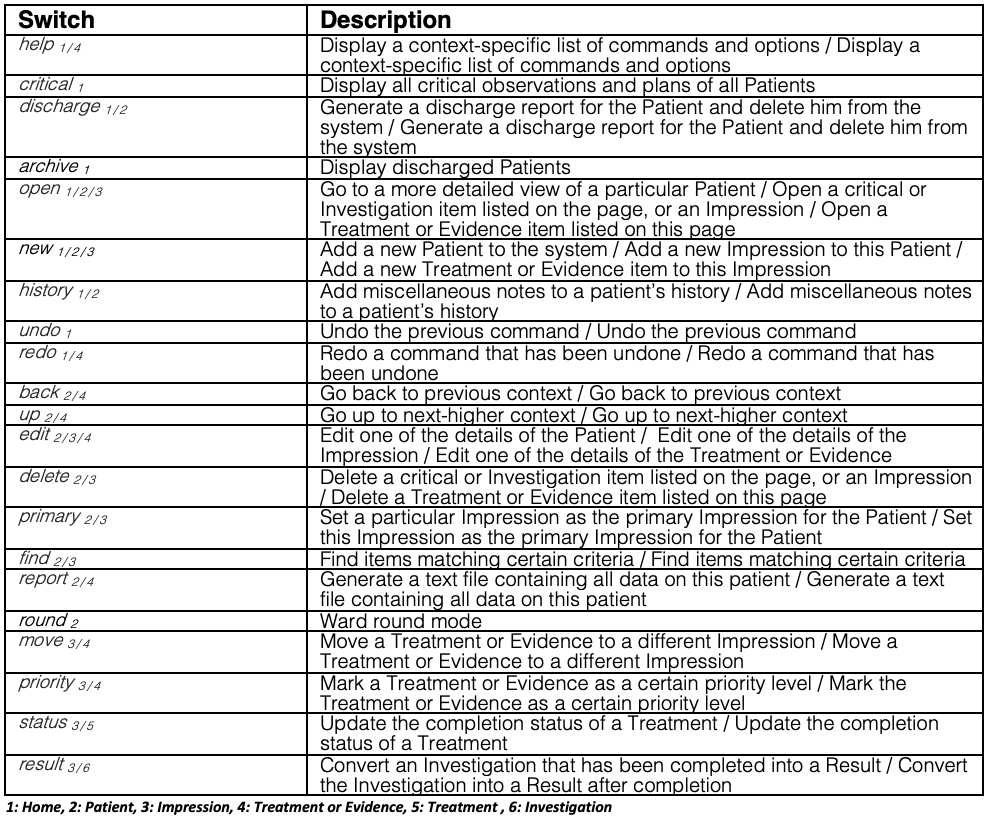 Switch Description
help 1/4 Display a context-specific list of commands and options / Display a
context-specific list of commands and options
critical 1 Display all critical observations and plans of all Patients
discharge 1/2 Generate a discharge report for the Patient and delete him from the
system / Generate a discharge report for the Patient and delete him from
the system
archive 1 Display discharged Patients
open 1/2/3 Go to a more detailed view of a particular Patient / Open a critical or
Investigation item listed on the page, or an Impression / Open a
Treatment or Evidence item listed on this page
new 1/2/3 Add a new Patient to the system / Add a new Impression to this Patient /
Add a new Treatment or Evidence item to this Impression
history 1/2 Add miscellaneous notes to a patient's history / Add miscellaneous notes
to a patient's history
undo 1 Undo the previous command / Undo the previous command
redo 1/4 Redo a command that has been undone / Redo a command that has
been undone
back 2/4 Go back to previous context / Go back to previous context
up 2/4 Go up to next-higher context / Go up to next-higher context
edit 2/3/4 Edit one of the details of the Patient / Edit one of the details of the
Impression / Edit one of the details of the Treatment or Evidence
delete 2/3 Delete a critical or Investigation item listed on the page, or an Impression
/ Delete a Treatment or Evidence item listed on this page
primary 2/3 Set a particular Impression as the primary Impression for the Patient / Set
this Impression as the primary Impression for the Patient
find 2/3 Find items matching certain criteria / Find items matching certain criteria
report 2/4 Generate a text file containing all data on this patient / Generate a text
file containing all data on this patient
round 2 Ward round mode
move 3/4 Move a Treatment or Evidence to a different Impression / Move a
Treatment or Evidence to a different Impression
priority 3/4 Mark a Treatment or Evidence as a certain priority level / Mark the
Treatment or Evidence as a certain priority level
status 3/5 Update the completion status of a Treatment / Update the completion
status of a Treatment
result 3/6 Convert an Investigation that has been completed into a Result / Convert
the Investigation into a Result after completion
1: Home, 2: Patient, 3: Impression, 4: Treatment or Evidence, 5: Treatment , 6: Investigation